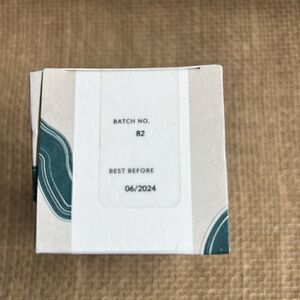 BATCH NO.
82
BEST BEFORE
06/2024